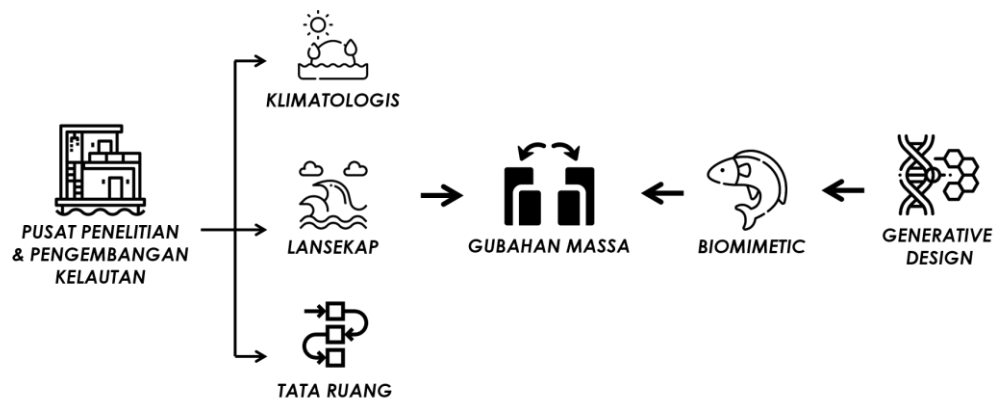 KLIMATOLOGIS
PUSAT PENELITIAN
& PENGEMBANGAN
KELAUTAN
LANSEKAP
GUBAHAN MASSA
BIOMIMETIC
GENERATIVE
DESIGN
TATA RUANG